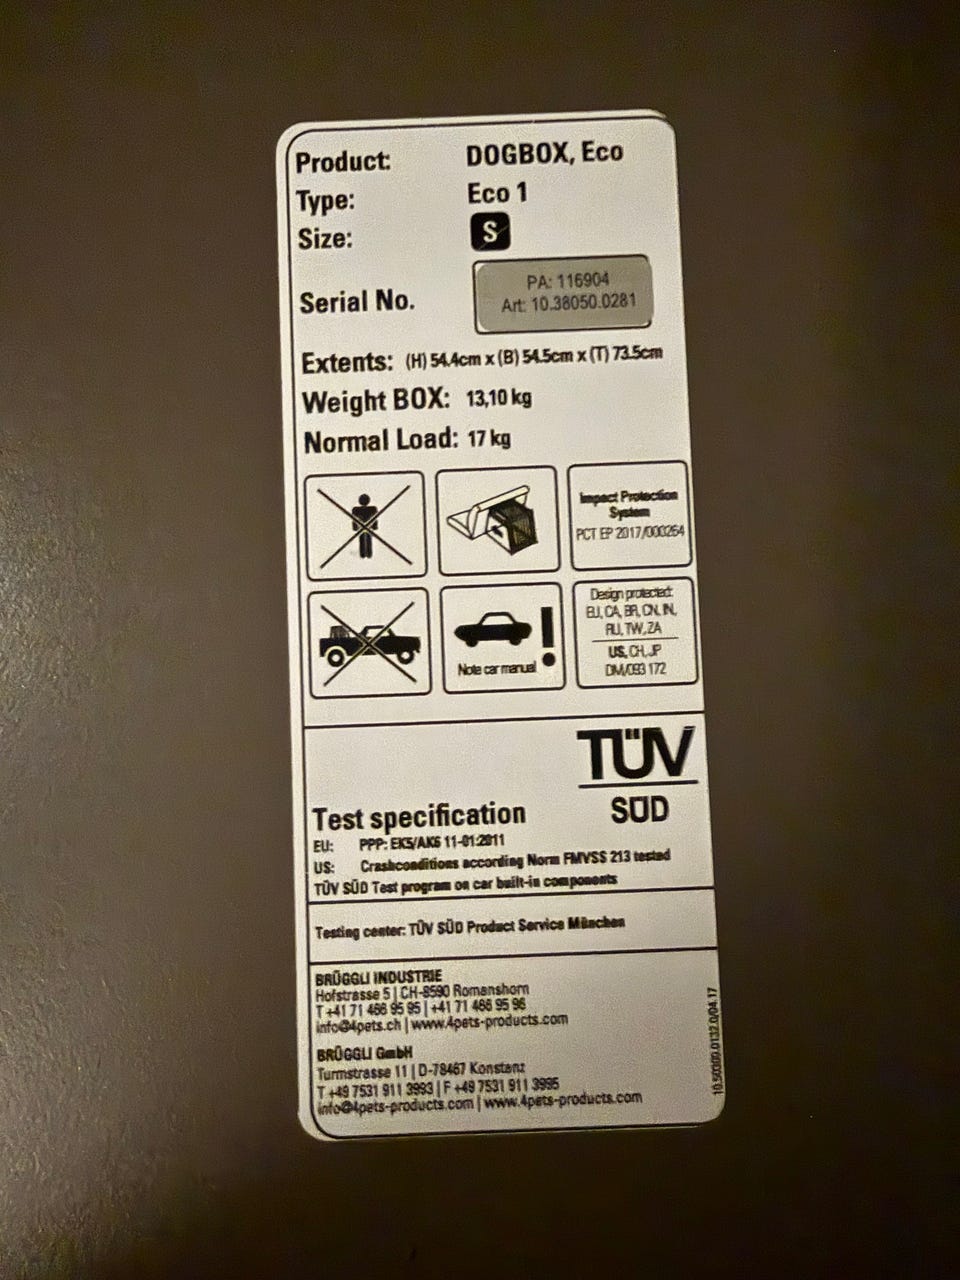 Product: DOGBOX, Eco
Type: Eco 1
Size: S
Serial No. PA: 116904
Art: 10.38050.0281
Extents: (H) 54.4cm x (B) 54.5cm x (T) 73.5cm
Weight BOX: 13,10 kg
Normal Load: 17 kg
Impact Protection
System
PCT EP 2017/000264
Note car manual
Design protected:
EU, CA, BR, CN, IN,
RU, TW, ZA
US, CH, JP
DM/093 172
TÜV
SÜD
Test specification
EU: PPP: EK5/AK6 11-01:2011
US: Crashconditions according Norm FMVSS 213 tested
TÜV SÜD Test program on car built-in components
Testing center: TÜV SÜD Product Service München
BRÜGGLI INDUSTRIE
Hofstrasse 5 | CH-8590 Romanshorn
T +41 71 466 95 95 | +41 71 466 95 96
info@4pets.ch | www.4pets-products.com
BRÜGGLI GmbH
Turmstrasse 11 | D-78467 Konstanz
T +49 7531 911 3993 | F +49 7531 911 3995
info@4pets-products.com | www.4pets-products.com